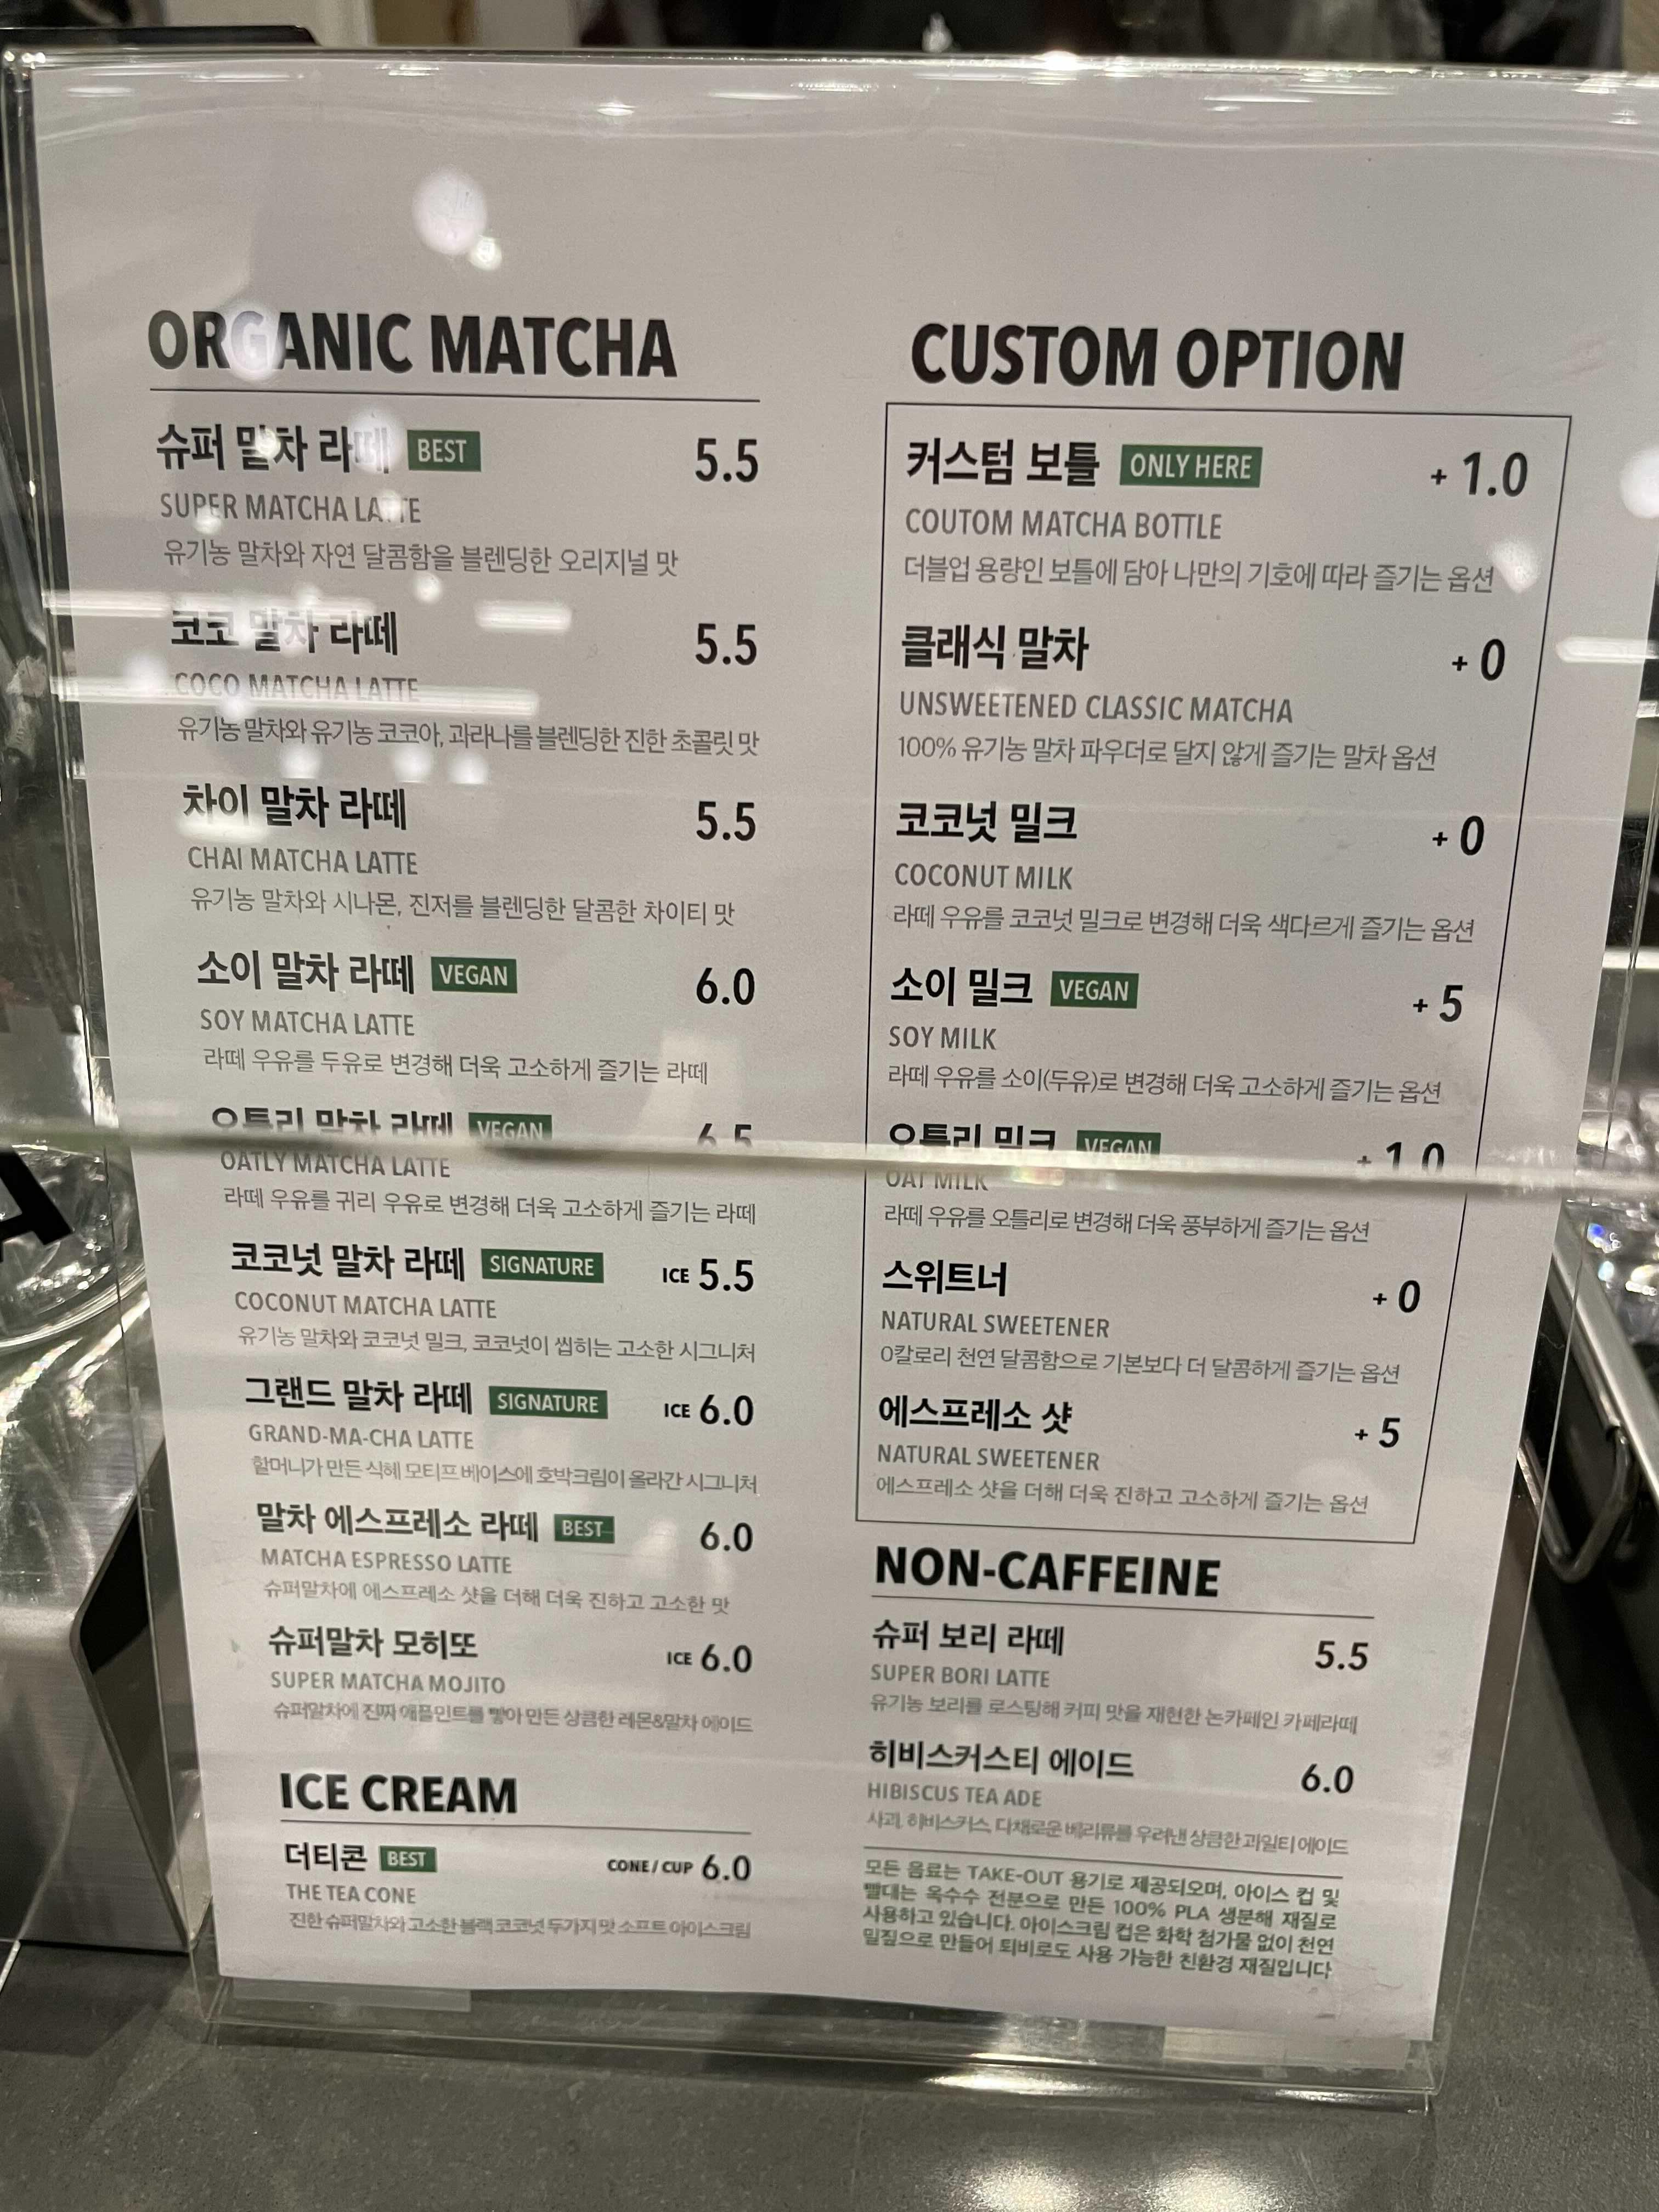 ORGANIC MATCHA
슈퍼 말차 라떼 BEST 5.5
SUPER MATCHA LATTE
유기농 말차와 자연 달콤함을 블렌딩한 오리지널 맛
코코 말차 라떼 5.5
COCO MATCHA LATTE
유기농 말차와 유기농 코코아, 과라나를 블렌딩한 진한 초콜릿 맛
차이 말차 라떼 5.5
CHAI MATCHA LATTE
유기농 말차와 시나몬, 진저를 블렌딩한 달콤한 차이티 맛
소이 말차 라떼 VEGAN 6.0
SOY MATCHA LATTE
라떼 우유를 두유로 변경해 더욱 고소하게 즐기는 라떼
오틀리 말차 라떼 VEGAN 6.5
OATLY MATCHA LATTE
라떼 우유를 귀리 우유로 변경해 더욱 고소하게 즐기는 라떼
코코넛 말차 라떼 SIGNATURE ICE 5.5
COCONUT MATCHA LATTE
유기농 말차와 코코넛 밀크, 코코넛이 씹히는 고소한 시그니처
그랜드 말차 라떼 SIGNATURE ICE 6.0
GRAND-MA-CHA LATTE
할머니가 만든 식혜 모티프 베이스에 호박크림이 올라간 시그니처
말차 에스프레소 라떼 BEST 6.0
MATCHA ESPRESSO LATTE
슈퍼말차에 에스프레소 샷을 더해 더욱 진하고 고소한 맛
슈퍼말차 모히또 ICE 6.0
SUPER MATCHA MOJITO
슈퍼말차에 진짜 애플민트를 빻아 만든 상큼한 레몬&말차 에이드
ICE CREAM
더티콘 BEST CONE / CUP 6.0
THE TEA CONE
진한 슈퍼말차와 고소한 블랙 코코넛 두가지 맛 소프트 아이스크림
CUSTOM OPTION
커스텀 보틀 ONLY HERE + 1.0
COUTOM MATCHA BOTTLE
더블업 용량인 보틀에 담아 나만의 기호에 따라 즐기는 옵션
클래식 말차 + 0
UNSWEETENED CLASSIC MATCHA
100% 유기농 말차 파우더로 달지 않게 즐기는 말차 옵션
코코넛 밀크 + 0
COCONUT MILK
라떼 우유를 코코넛 밀크로 변경해 더욱 색다르게 즐기는 옵션
소이 밀크 VEGAN + 5
SOY MILK
라떼 우유를 소이(두유)로 변경해 더욱 고소하게 즐기는 옵션
오틀리 밀크 VEGAN + 1.0
OAT MILK
라떼 우유를 오틀리로 변경해 더욱 풍부하게 즐기는 옵션
스위트너 + 0
NATURAL SWEETENER
0칼로리 천연 달콤함으로 기본보다 더 달콤하게 즐기는 옵션
에스프레소 샷 + 5
NATURAL SWEETENER
에스프레소 샷을 더해 더욱 진하고 고소하게 즐기는 옵션
NON-CAFFEINE
슈퍼 보리 라떼 5.5
SUPER BORI LATTE
유기농 보리를 로스팅해 커피 맛을 재현한 논카페인 카페라떼
히비스커스티 에이드 6.0
HIBISCUS TEA ADE
사과, 히비스커스, 다채로운 베리류를 우려낸 상큼한 과일티 에이드
모든 음료는 TAKE-OUT 용기로 제공되오며, 아이스 컵 및
빨대는 옥수수 전분으로 만든 100% PLA 생분해 재질로
사용하고 있습니다. 아이스크림 컵은 화학 첨가물 없이 천연
밀짚으로 만들어 퇴비로도 사용 가능한 친환경 재질입니다